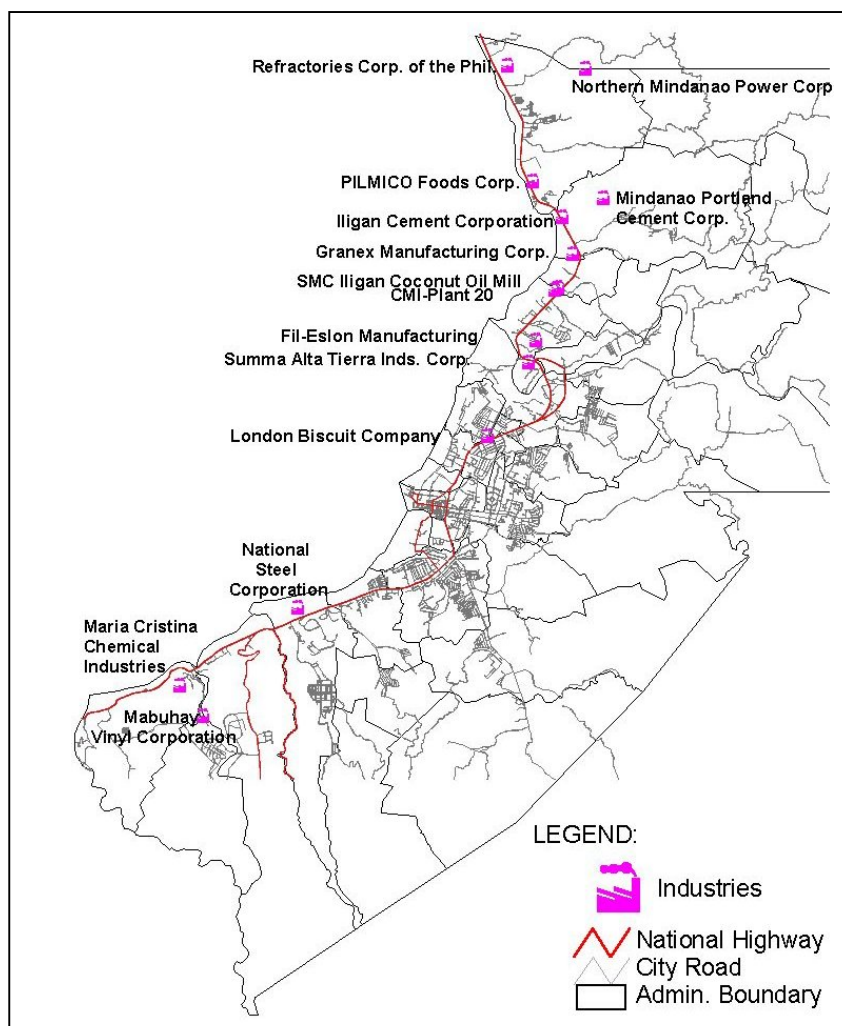 Refractories Corp. of the Phil.
Northern Mindanao Power Corp
PILMICO Foods Corp.
Mindanao Portland
Cement Corp.
Iligan Cement Corporation
Granex Manufacturing Corp.
SMC Iligan Coconut Oil Mill
CMI-Plant 20
Fil-Eslon Manufacturing
Summa Alta Tierra Inds. Corp.
London Biscuit Company
National
Steel
Corporation
Maria Cristina
Chemical
Industries
Mabuhay
Vinyl Corporation
LEGEND:
Industries
National Highway
City Road
Admin. Boundary